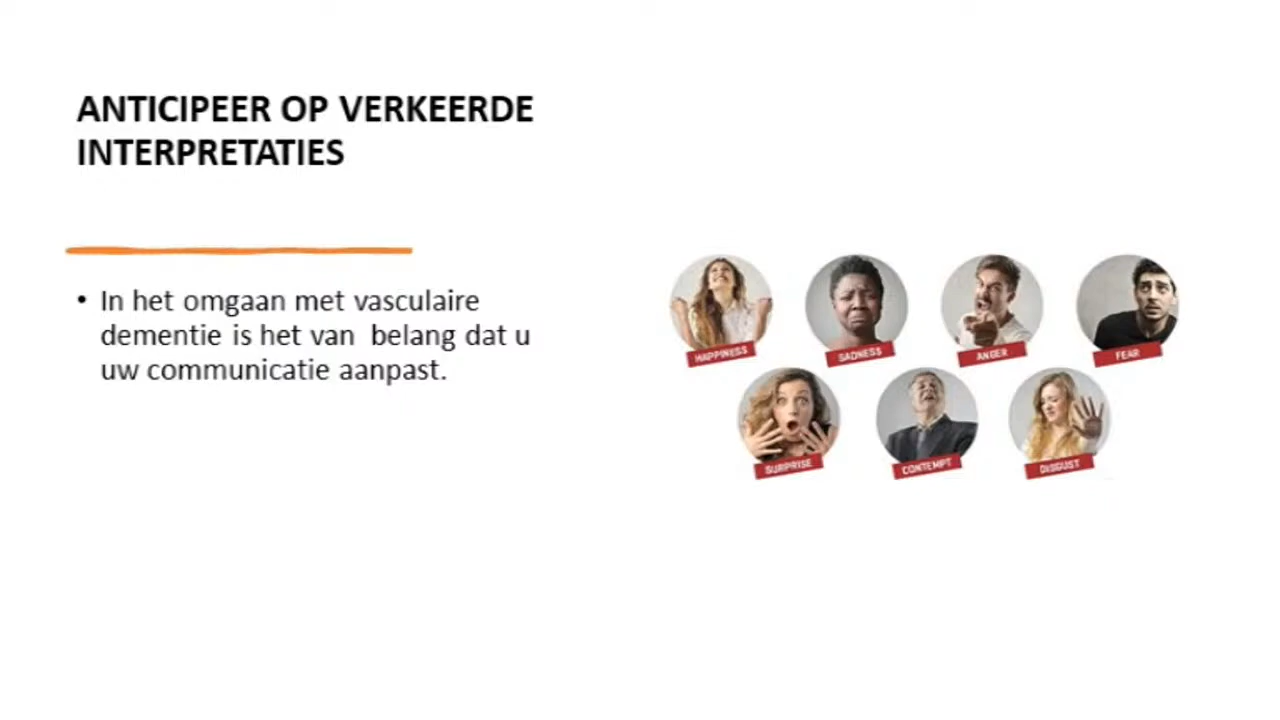 ANTICIPEER OP VERKEERDE
INTERPRETATIES
• In het omgaan met vasculaire
dementie is het van  belang dat u
uw communicatie aanpast.
HAPPINESS
SADNESS
ANGER
FEAR
SURPRISE
CONTEMPT
DISGUST